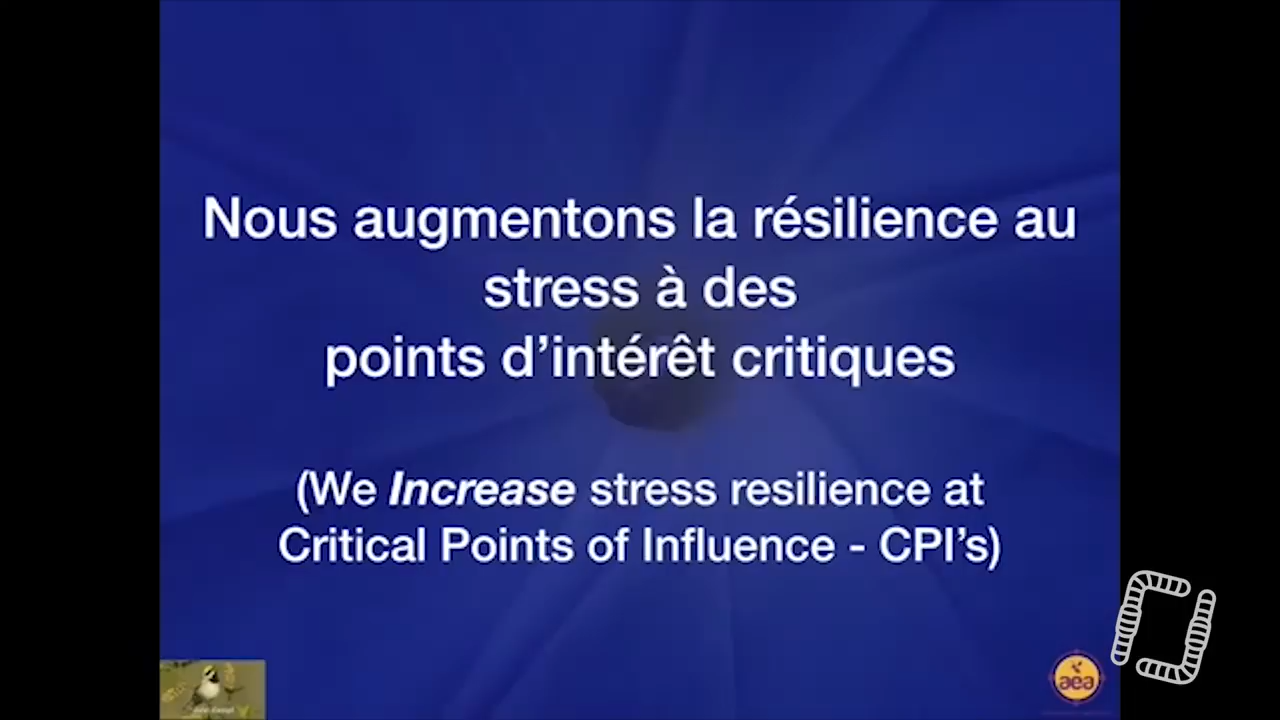 Nous augmentons la résilience au
stress à des
points d’intérêt critiques
(We Increase stress resilience at
Critical Points of Influence - CPI’s)
aea